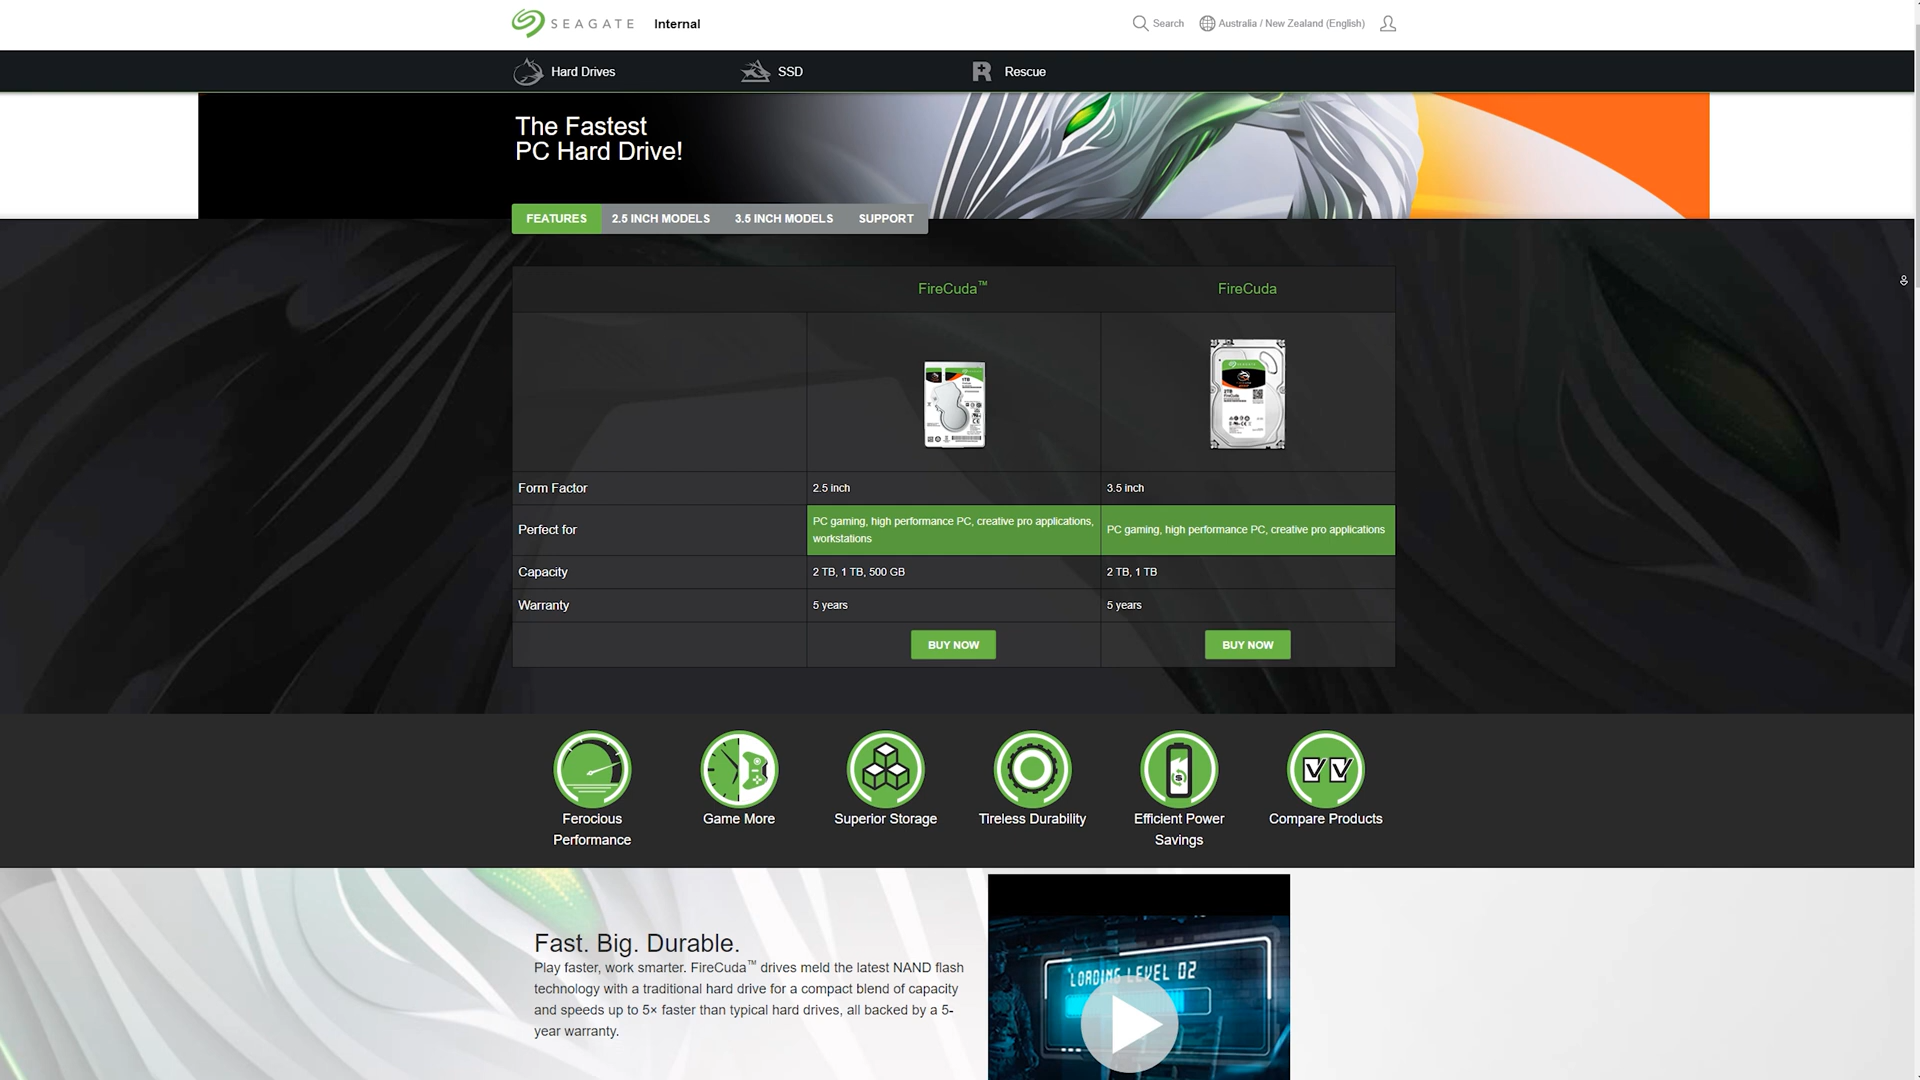 SEAGATE Internal
Search Australia / New Zealand (English)
Hard Drives SSD Rescue
The Fastest
PC Hard Drive!
FEATURES 2.5 INCH MODELS 3.5 INCH MODELS SUPPORT
FireCuda™ FireCuda
Form Factor 2.5 inch 3.5 inch
Perfect for PC gaming, high performance PC, creative pro applications, workstations PC gaming, high performance PC, creative pro applications
Capacity 2 TB, 1 TB, 500 GB 2 TB, 1 TB
Warranty 5 years 5 years
BUY NOW BUY NOW
Ferocious Performance
Game More
Superior Storage
Tireless Durability
Efficient Power Savings
Compare Products
Fast. Big. Durable.
Play faster, work smarter. FireCuda™ drives meld the latest NAND flash
technology with a traditional hard drive for a compact blend of capacity
and speeds up to 5× faster than typical hard drives, all backed by a 5-
year warranty.
LOADING LEVEL 02